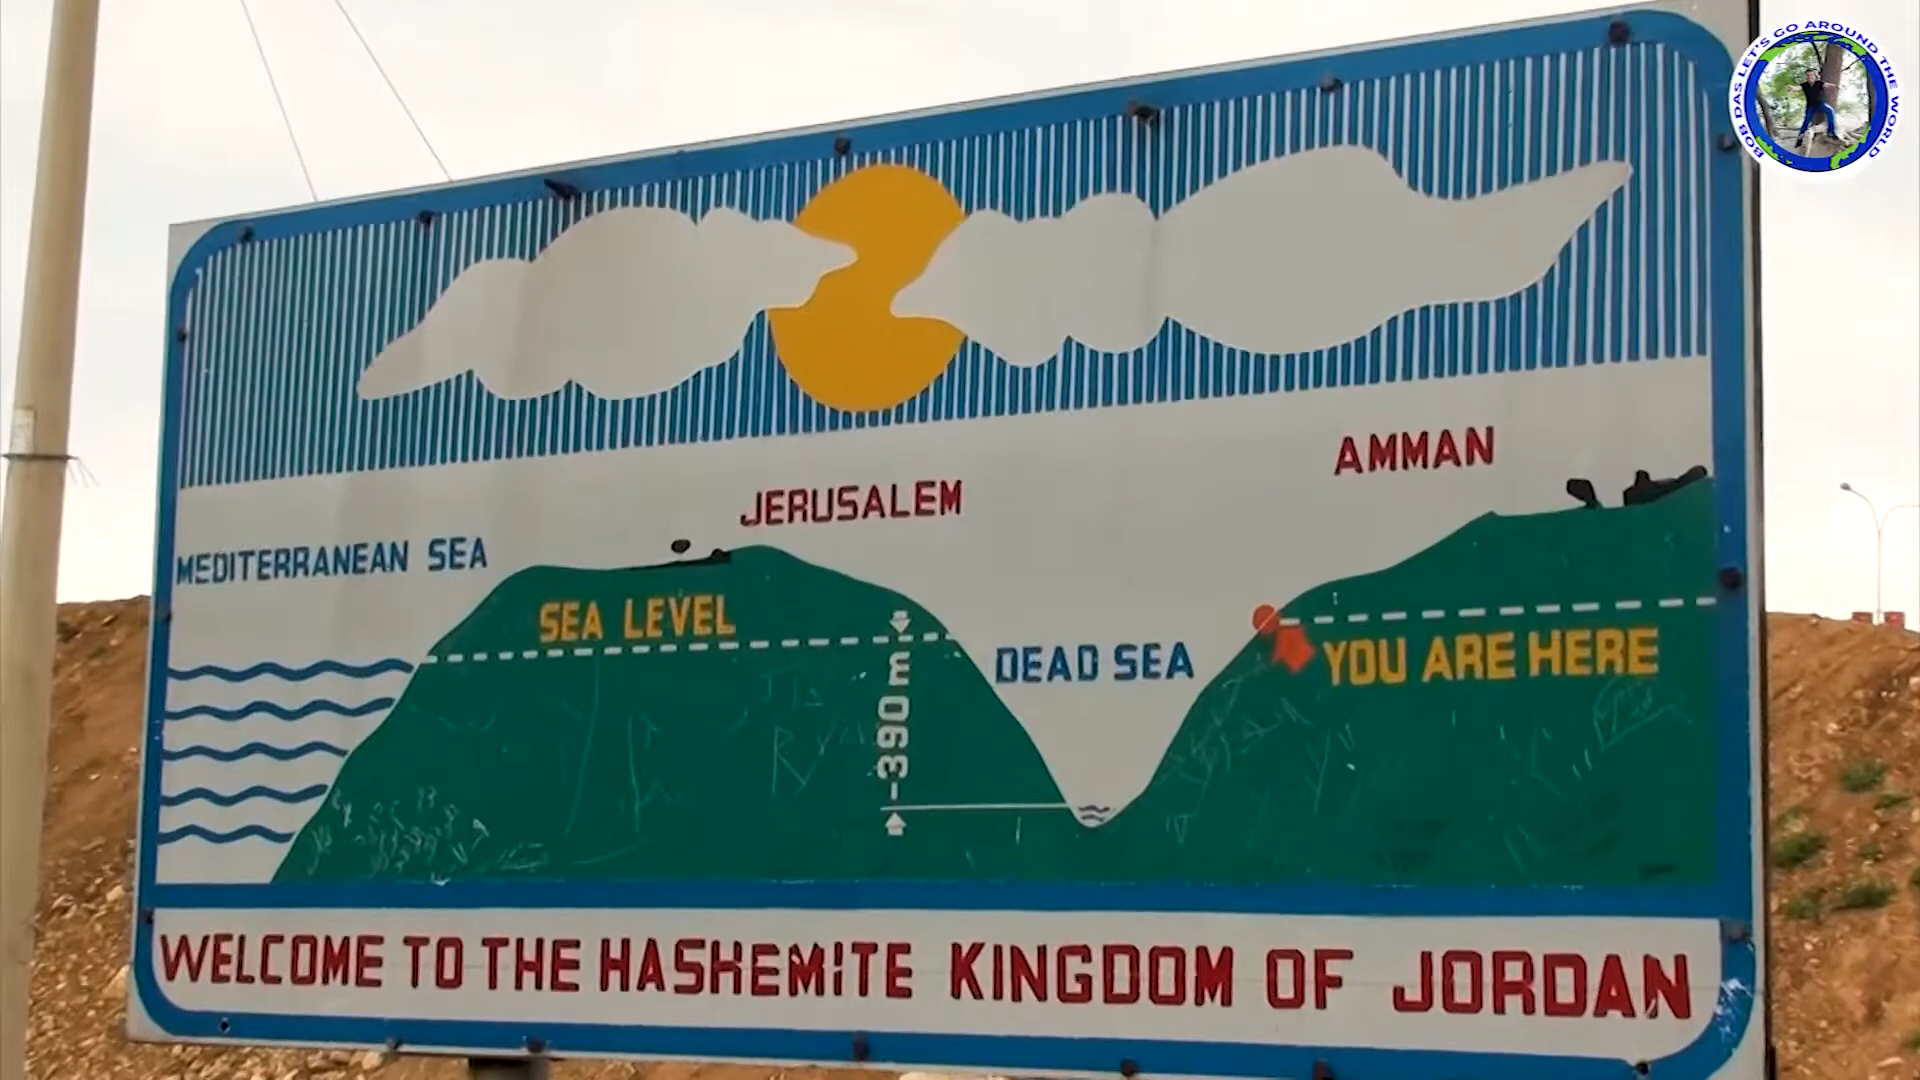 BOB DAS LET'S GO AROUND THE WORLD
AMMAN
JERUSALEM
MEDITERRANEAN SEA
SEA LEVEL
DEAD SEA
YOU ARE HERE
-390 m
WELCOME TO THE HASHEMITE KINGDOM OF JORDAN